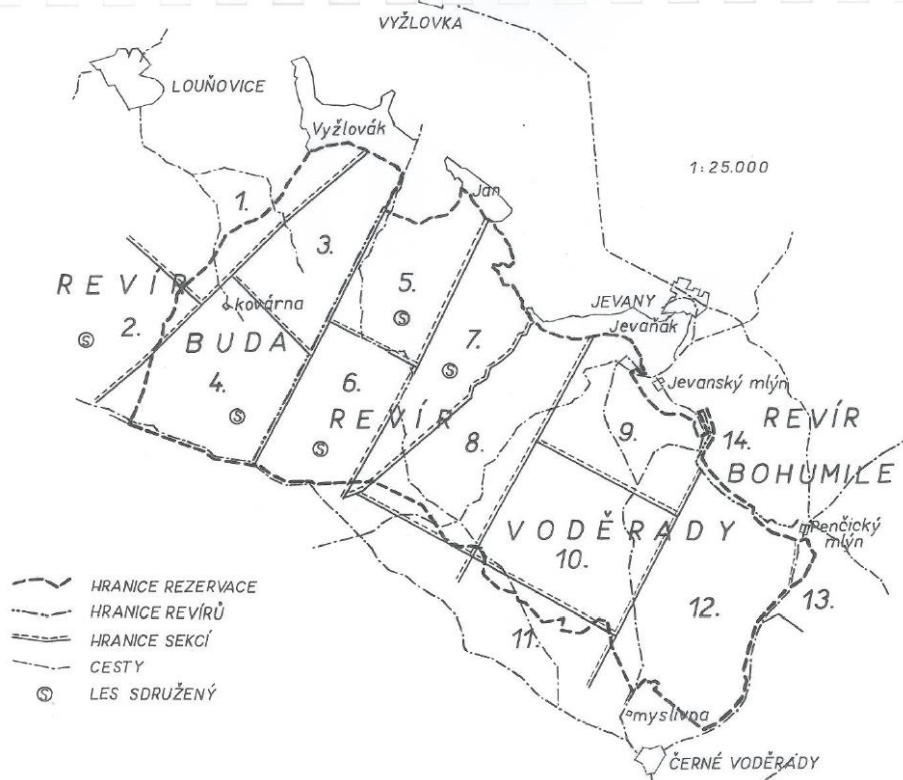 VYŽLOVKA
LOUŇOVICE
Vyžlovák
1:25.000
Jan
1.
3.
REVÍR
5.
kovárna
JEVANY
2.
BUDA
7.
Jevaňák
Jevanský mlýn
4.
6.
REVÍR
8.
9.
14.
REVÍR
BOHUMILE
VODĚRADY
Penčický
mlýn
10.
12.
13.
11.
HRANICE REZERVACE
HRANICE REVÍRŮ
HRANICE SEKCÍ
CESTY
S LES SDRUŽENÝ
myslivna
ČERNÉ VODĚRADY
S
S
S
S
S